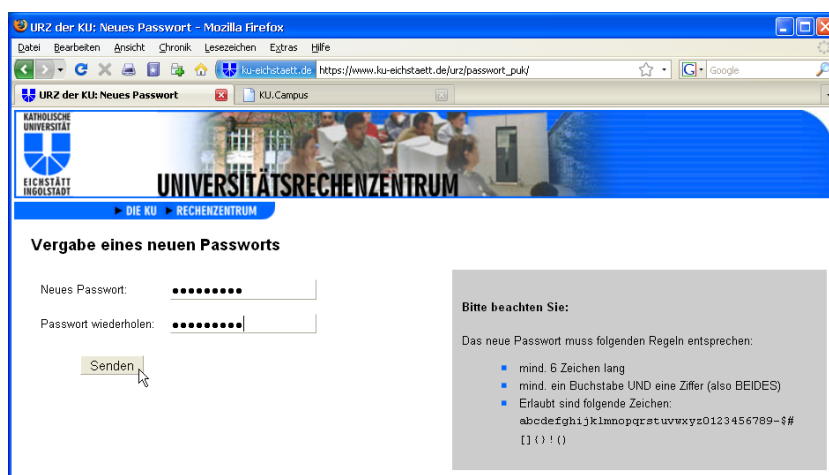 URZ der KU: Neues Passwort - Mozilla Firefox
Datei Bearbeiten Ansicht Chronik Lesezeichen Extras Hilfe
ku-eichstaett.de https://www.ku-eichstaett.de/urz/passwort_puk/ Google
URZ der KU: Neues Passwort KU.Campus
KATHOLISCHE
UNIVERSITÄT
EICHSTÄTT
INGOLSTADT
UNIVERSITÄTSRECHENZENTRUM
DIE KU RECHENZENTRUM
Vergabe eines neuen Passworts
Neues Passwort: ●●●●●●●●●
Passwort wiederholen: ●●●●●●●●●
Senden
Bitte beachten Sie:
Das neue Passwort muss folgenden Regeln entsprechen:
mind. 6 Zeichen lang
mind. ein Buchstabe UND eine Ziffer (also BEIDES)
Erlaubt sind folgende Zeichen:
abcdefghijklmnopqrstuvwxyz0123456789-$#
[]{}!()